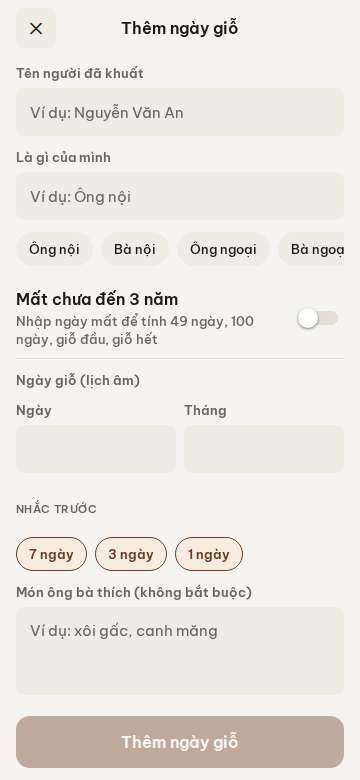 Thêm ngày giỗ
Tên người đã khuất
Ví dụ: Nguyễn Văn An
Là gì của mình
Ví dụ: Ông nội
Ông nội Bà nội Ông ngoại Bà ngoạ
Mất chưa đến 3 năm
Nhập ngày mất để tính 49 ngày, 100
ngày, giỗ đầu, giỗ hết
Ngày giỗ (lịch âm)
Ngày Tháng
NHẮC TRƯỚC
7 ngày 3 ngày 1 ngày
Món ông bà thích (không bắt buộc)
Ví dụ: xôi gấc, canh măng
Thêm ngày giỗ